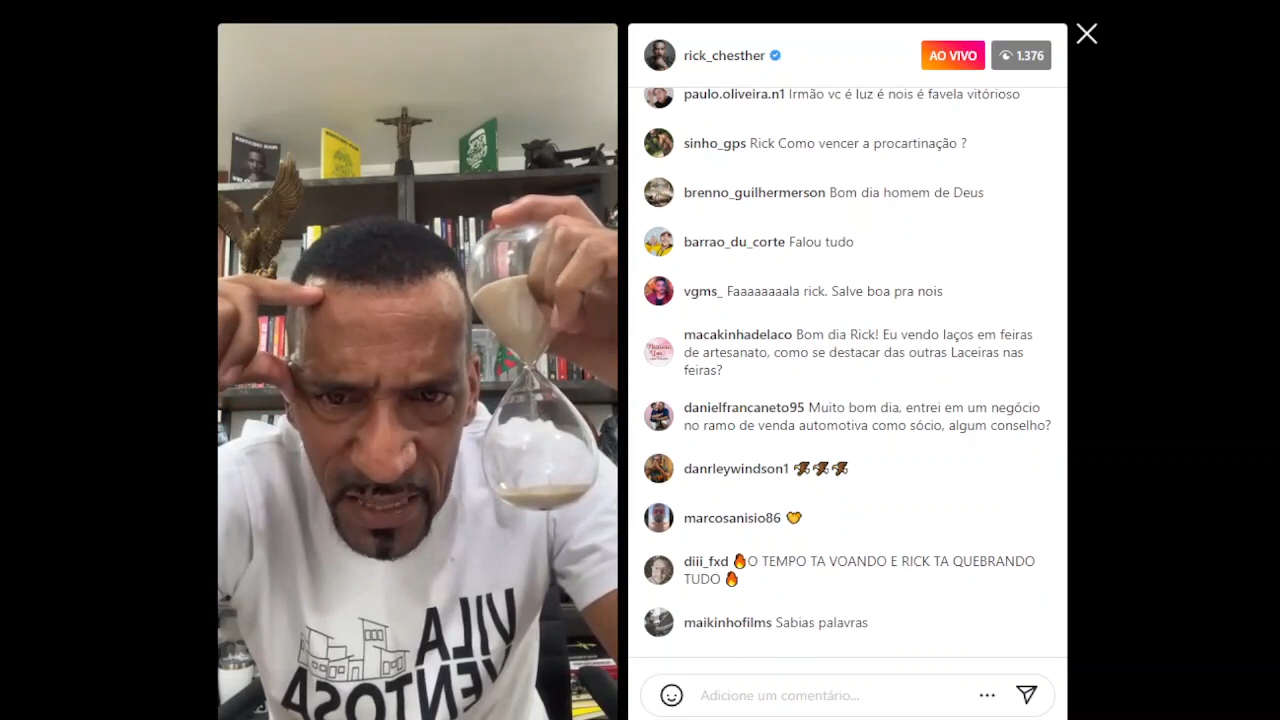 rick_chesther
AO VIVO
1.376
paulo.oliveira.n1 Irmão vc é luz é nois é favela vitórioso
sinho_gps Rick Como vencer a procartinação ?
brenno_guilhermerson Bom dia homem de Deus
barrao_du_corte Falou tudo
vgms_ Faaaaaaaala rick. Salve boa pra nois
macakinhadelaco Bom dia Rick! Eu vendo laços em feiras
de artesanato, como se destacar das outras Laceiras nas
feiras?
danielfrancaneto95 Muito bom dia, entrei em um negócio
no ramo de venda automotiva como sócio, algum conselho?
danrleywindson1
marcosanisio86
diii_fxd 🔥O TEMPO TA VOANDO E RICK TA QUEBRANDO
TUDO 🔥
maikinhofilms Sabias palavras
Adicione um comentário...
VILA
VENTOSA